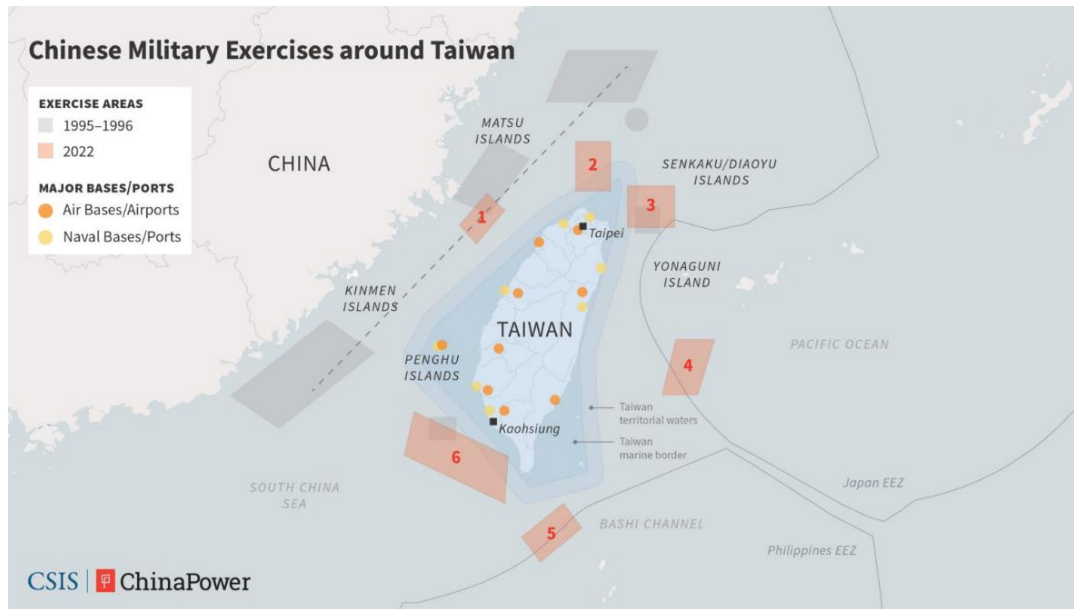 Chinese Military Exercises around Taiwan
EXERCISE AREAS
1995–1996
2022
MAJOR BASES/PORTS
Air Bases/Airports
Naval Bases/Ports
CHINA
MATSU
ISLANDS
1
2
SENKAKU/DIAOYU
ISLANDS
3
Taipei
YONAGUNI
ISLAND
KINMEN
ISLANDS
TAIWAN
PENGHU
ISLANDS
4
PACIFIC OCEAN
Taiwan
territorial waters
Taiwan
marine border
Kaohsiung
6
SOUTH CHINA
SEA
5
BASHI CHANNEL
Japan EEZ
Philippines EEZ
CSIS | ChinaPower